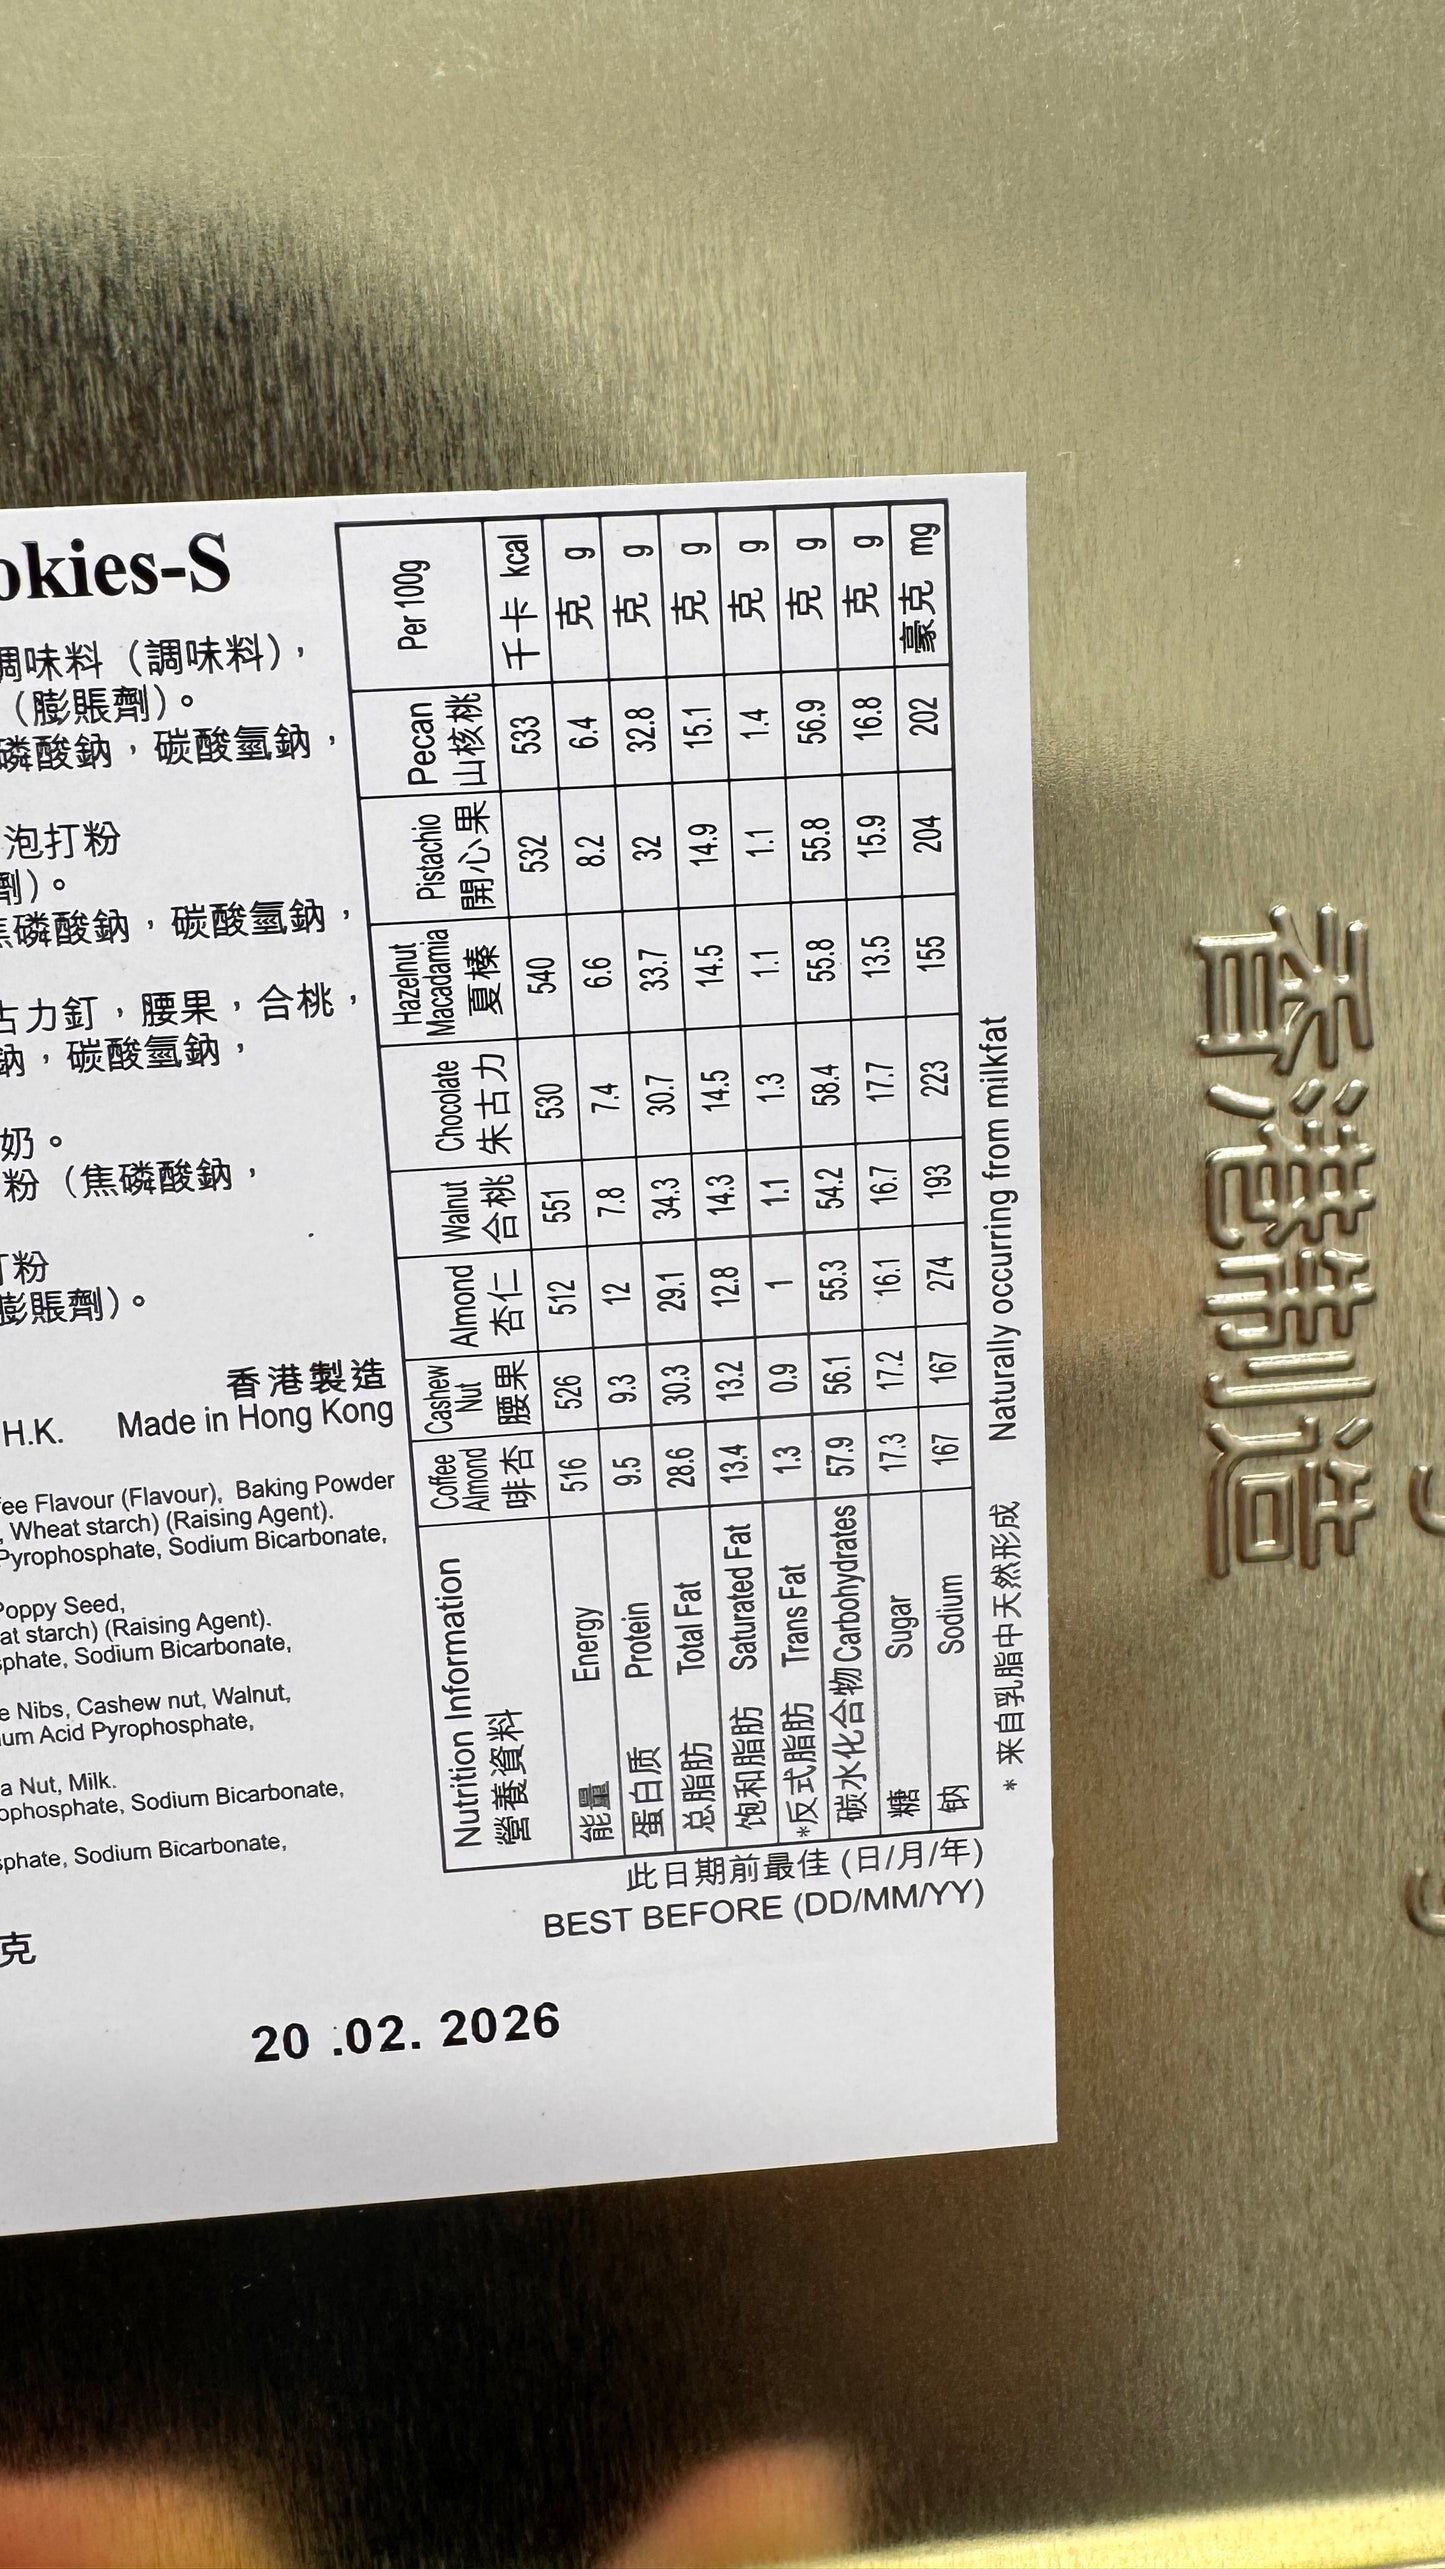 okies-S
調味料（調味料），
（膨脹劑）。
磷酸鈉，碳酸氫鈉，
泡打粉
劑）。
焦磷酸鈉，碳酸氫鈉，
古力釘，腰果，合桃，
鈉，碳酸氫鈉，
奶。
粉（焦磷酸鈉，
打粉
膨脹劑）。
香港製造
H.K. Made in Hong Kong
fee Flavour (Flavour), Baking Powder
, Wheat starch) (Raising Agent).
Pyrophosphate, Sodium Bicarbonate,
Poppy Seed,
at starch) (Raising Agent).
sphate, Sodium Bicarbonate,
e Nibs, Cashew nut, Walnut,
um Acid Pyrophosphate,
a Nut, Milk.
ophosphate, Sodium Bicarbonate,
sphate, Sodium Bicarbonate,
克
Nutrition Information 營養資料 Coffee Almond 啡杏 Cashew Nut 腰果 Almond 杏仁 Walnut 合桃 Chocolate 朱古力 Hazelnut Macadamia 夏榛 Pistachio 開心果 Pecan 山核桃 Per 100g
能量 Energy 516 526 512 551 530 540 532 533 千卡 kcal
蛋白质 Protein 9.5 9.3 12 7.8 7.4 6.6 8.2 6.4 克 g
总脂肪 Total Fat 28.6 30.3 29.1 34.3 30.7 33.7 32 32.8 克 g
饱和脂肪 Saturated Fat 13.4 13.2 12.8 14.3 14.5 14.5 14.9 15.1 克 g
*反式脂肪 Trans Fat 1.3 0.9 1 1.1 1.3 1.1 1.1 1.4 克 g
碳水化合物 Carbohydrates 57.9 56.1 55.3 54.2 58.4 55.8 55.8 56.9 克 g
糖 Sugar 17.3 17.2 16.1 16.7 17.7 13.5 15.9 16.8 克 g
钠 Sodium 167 167 274 193 223 155 204 202 豪克 mg
* 来自乳脂中天然形成 Naturally occurring from milkfat
此日期前最佳 (日/月/年)
BEST BEFORE (DD/MM/YY)
20 .02. 2026
香港製造